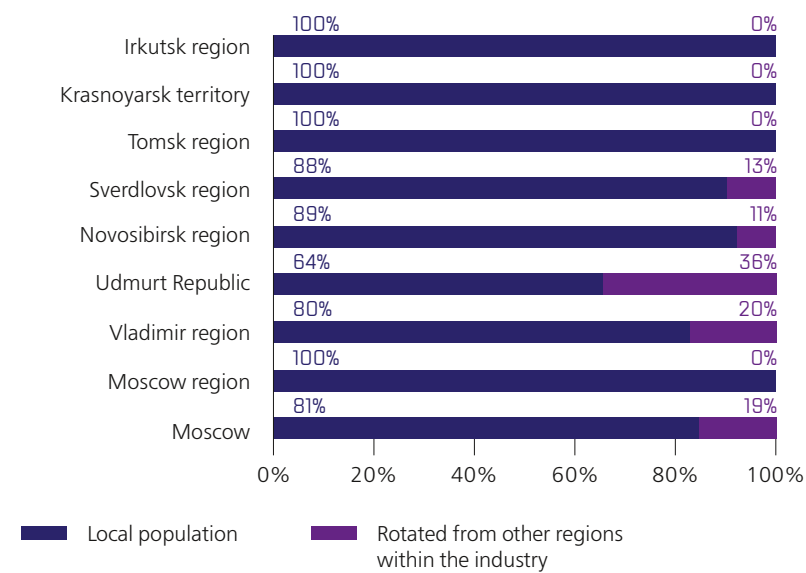 100% 0%
Irkutsk region
100% 0%
Krasnoyarsk territory
100% 0%
Tomsk region
88% 13%
Sverdlovsk region
89% 11%
Novosibirsk region
64% 36%
Udmurt Republic
80% 20%
Vladimir region
100% 0%
Moscow region
81% 19%
Moscow
0% 20% 40% 60% 80% 100%
Local population
Rotated from other regions
within the industry